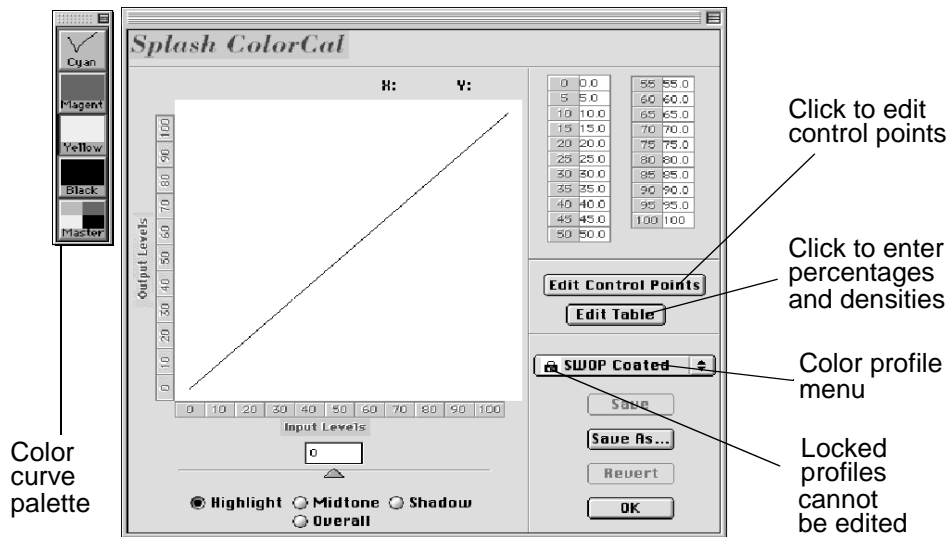 Cyan
Magent
Yellow
Black
Master
Color
curve
palette
Splash ColorCal
X: Y:
Output Levels
100
90
80
70
60
50
40
30
20
10
0
0 10 20 30 40 50 60 70 80 90 100
Input Levels
0
Highlight Midtone Shadow
Overall
0 0.0 55 55.0
5 5.0 60 60.0
10 10.0 65 65.0
15 15.0 70 70.0
20 20.0 75 75.0
25 25.0 80 80.0
30 30.0 85 85.0
35 35.0 90 90.0
40 40.0 95 95.0
45 45.0 100 100
50 50.0
Edit Control Points
Edit Table
SWOP Coated
Save
Save As...
Revert
OK
Click to edit
control points
Click to enter
percentages
and densities
Color profile
menu
Locked
profiles
cannot
be edited